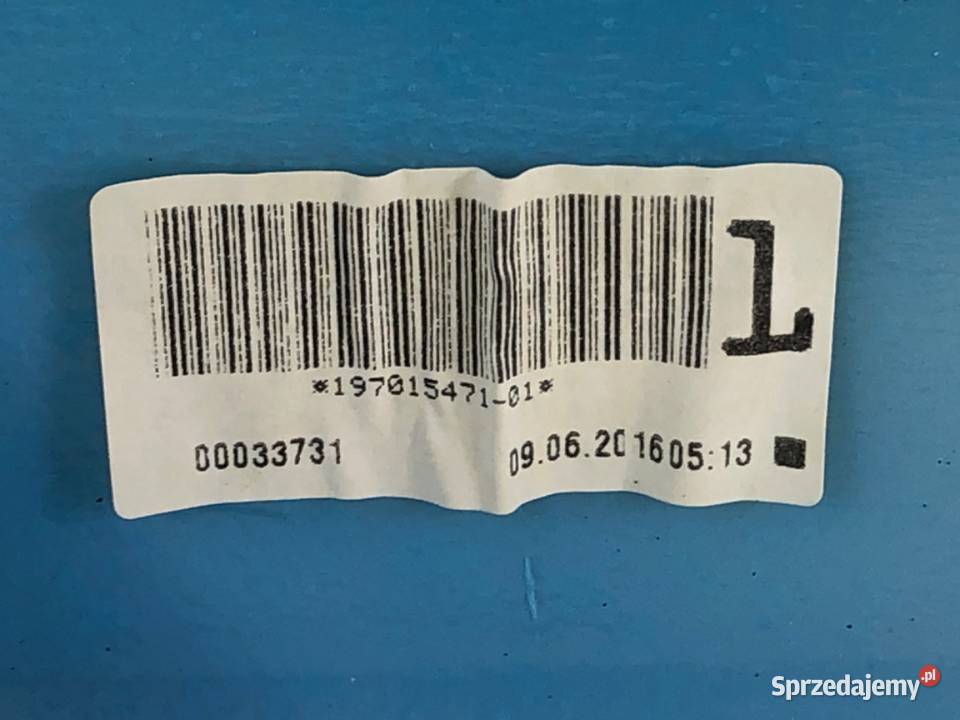 L
*197015471-01*
00033731 09.06.2016 05:13
Sprzedajemy.pl